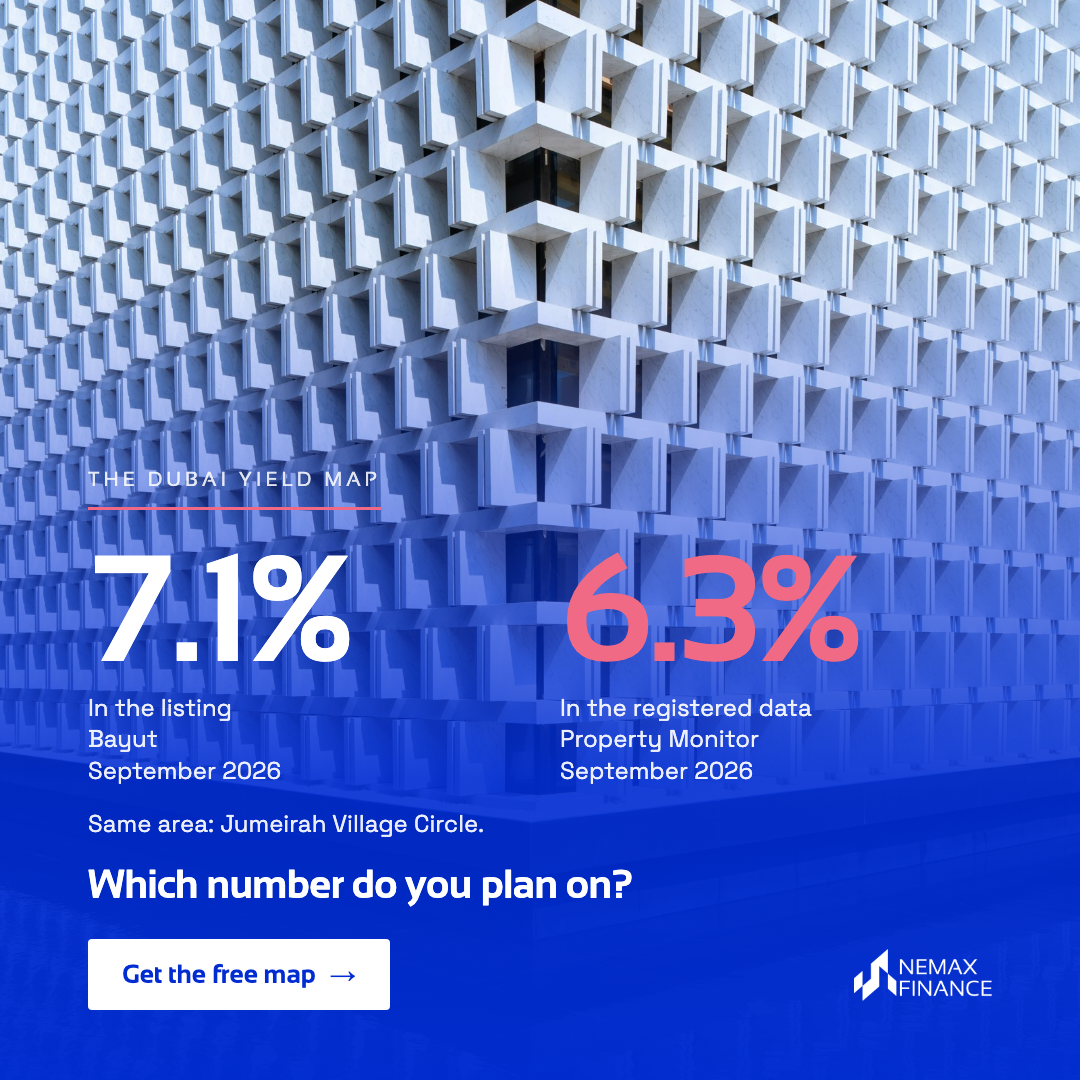 THE DUBAI YIELD MAP
7.1%
In the listing
Bayut
September 2026
6.3%
In the registered data
Property Monitor
September 2026
Same area: Jumeirah Village Circle.
Which number do you plan on?
Get the free map →
NEMAX
FINANCE